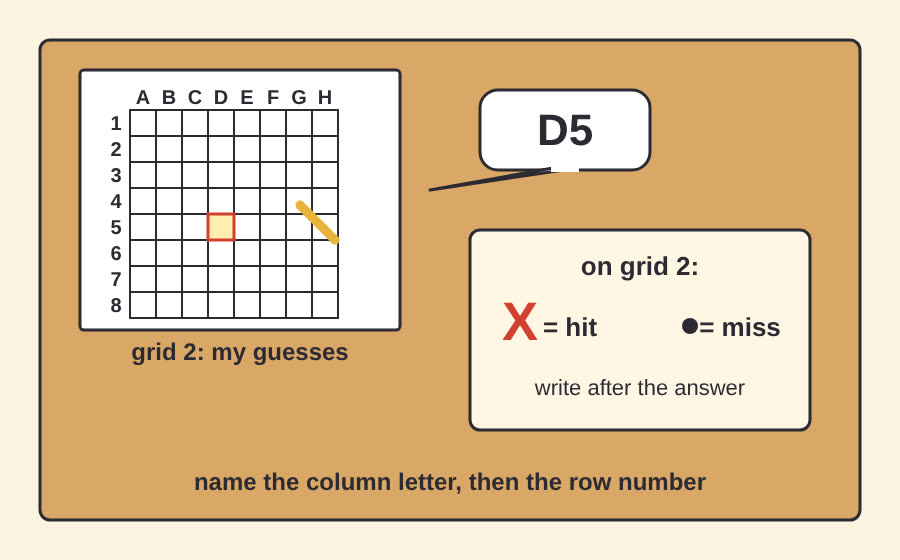 A B C D E F G H
1
2
3
4
5
6
7
8
grid 2: my guesses
D5
on grid 2:
X = hit
●= miss
write after the answer
name the column letter, then the row number